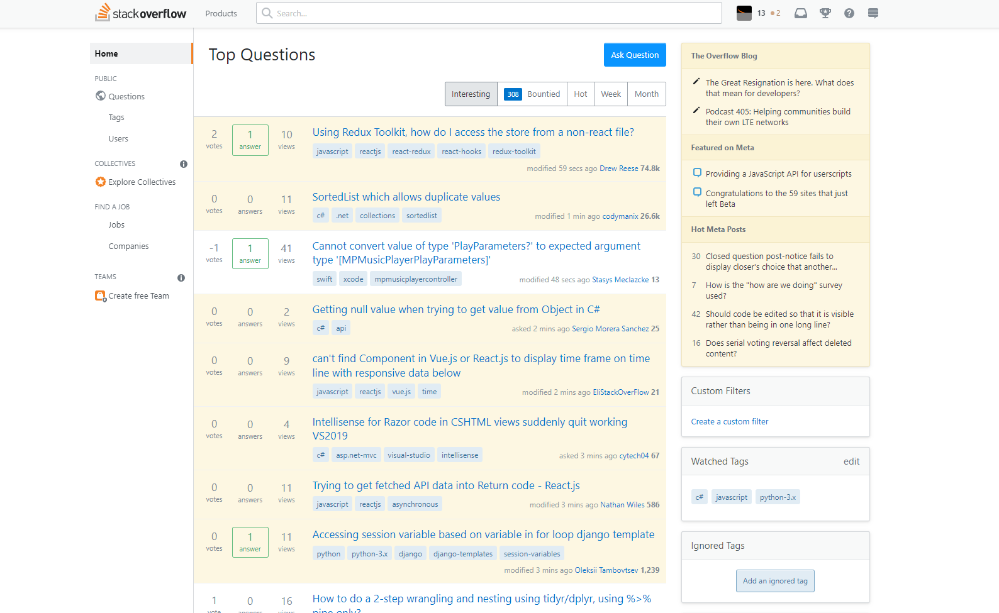 stackoverflow
Products
Search...
13
2
Home
PUBLIC
Questions
Tags
Users
COLLECTIVES
Explore Collectives
FIND A JOB
Jobs
Companies
TEAMS
Create free Team
Top Questions
Ask Question
Interesting
308 Bountied
Hot
Week
Month
2 votes
1 answer
10 views
Using Redux Toolkit, how do I access the store from a non-react file?
javascript reactjs react-redux react-hooks redux-toolkit
modified 59 secs ago Drew Reese 74.8k
0 votes
0 answers
11 views
SortedList which allows duplicate values
c# .net collections sortedlist
modified 1 min ago codymanix 26.6k
-1 votes
1 answer
41 views
Cannot convert value of type 'PlayParameters?' to expected argument
type '[MPMusicPlayerPlayParameters]'
swift xcode mpmusicplayercontroller
modified 48 secs ago Stasys Meclazcke 13
0 votes
0 answers
2 views
Getting null value when trying to get value from Object in C#
c# api
asked 2 mins ago Sergio Morera Sanchez 25
0 votes
0 answers
9 views
can't find Component in Vue.js or React.js to display time frame on time
line with responsive data below
javascript reactjs vue.js time
modified 2 mins ago EliStackOverFlow 21
0 votes
0 answers
4 views
Intellisense for Razor code in CSHTML views suddenly quit working
VS2019
c# asp.net-mvc visual-studio intellisense
asked 3 mins ago cytech04 67
0 votes
0 answers
11 views
Trying to get fetched API data into Return code - React.js
javascript reactjs asynchronous
modified 3 mins ago Nathan Wiles 586
0 votes
1 answer
11 views
Accessing session variable based on variable in for loop django template
python python-3.x django django-templates session-variables
modified 3 mins ago Oleksii Tambovtsev 1,239
1 vote
0 answers
16 views
How to do a 2-step wrangling and nesting using tidyr/dplyr, using %>%
pipe only?
The Overflow Blog
The Great Resignation is here. What does
that mean for developers?
Podcast 405: Helping communities build
their own LTE networks
Featured on Meta
Providing a JavaScript API for userscripts
Congratulations to the 59 sites that just
left Beta
Hot Meta Posts
30 Closed question post-notice fails to
display closer's choice that another...
7 How is the "how are we doing" survey
used?
42 Should code be edited so that it is visible
rather than being in one long line?
16 Does serial voting reversal affect deleted
content?
Custom Filters
Create a custom filter
Watched Tags
edit
c# javascript python-3.x
Ignored Tags
Add an ignored tag